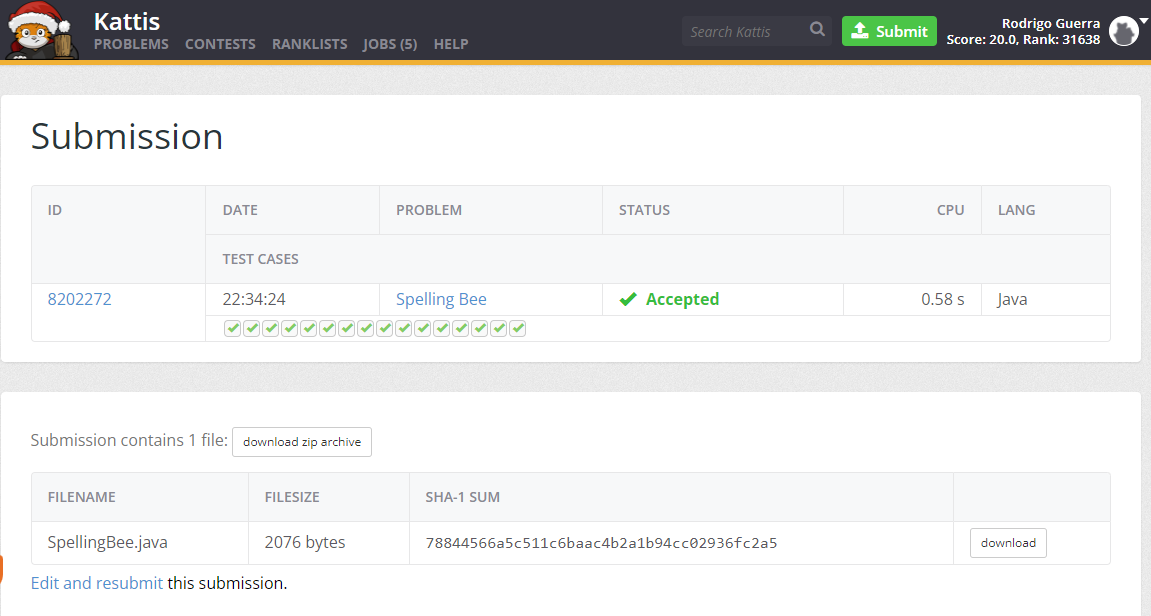 Kattis
PROBLEMS CONTESTS RANKLISTS JOBS (5) HELP
Search Kattis
Submit
Rodrigo Guerra
Score: 20.0, Rank: 31638
Submission
ID DATE PROBLEM STATUS CPU LANG
TEST CASES
8202272 22:34:24 Spelling Bee Accepted 0.58 s Java
Submission contains 1 file: download zip archive
FILENAME FILESIZE SHA-1 SUM
SpellingBee.java 2076 bytes 78844566a5c511c6baac4b2a1b94cc02936fc2a5 download
Edit and resubmit this submission.